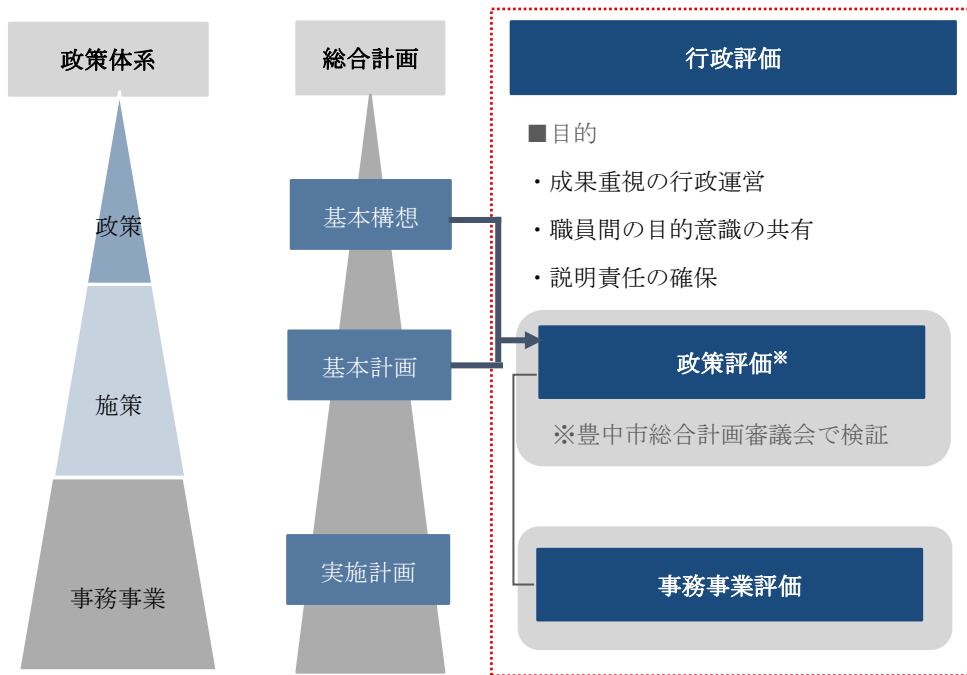 政策体系
政策
施策
事務事業
総合計画
基本構想
基本計画
実施計画
行政評価
■目的
・成果重視の行政運営
・職員間の目的意識の共有
・説明責任の確保
政策評価※
※豊中市総合計画審議会で検証
事務事業評価